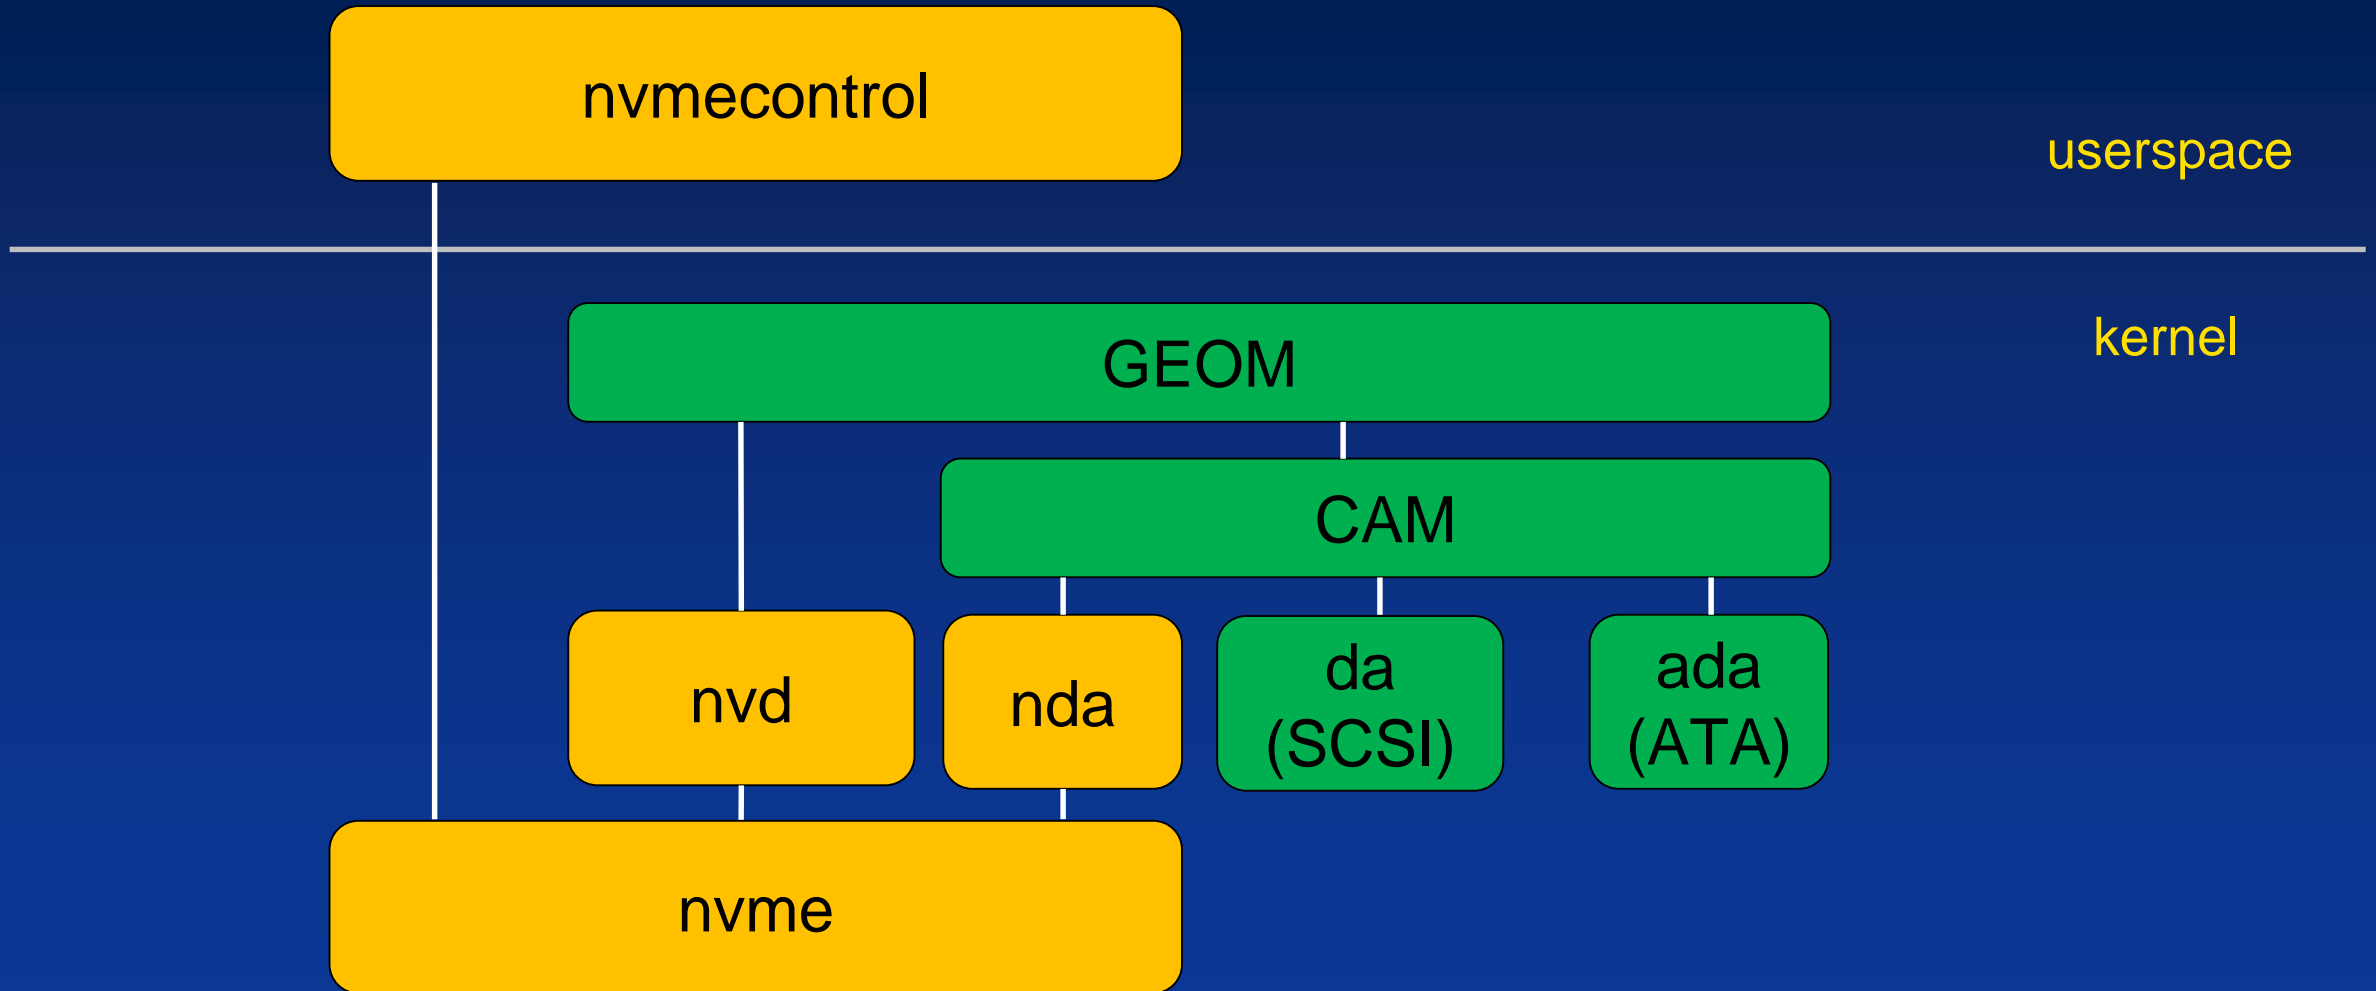 nvmecontrol
userspace
kernel
GEOM
CAM
nvd
nda
da
(SCSI)
ada
(ATA)
nvme